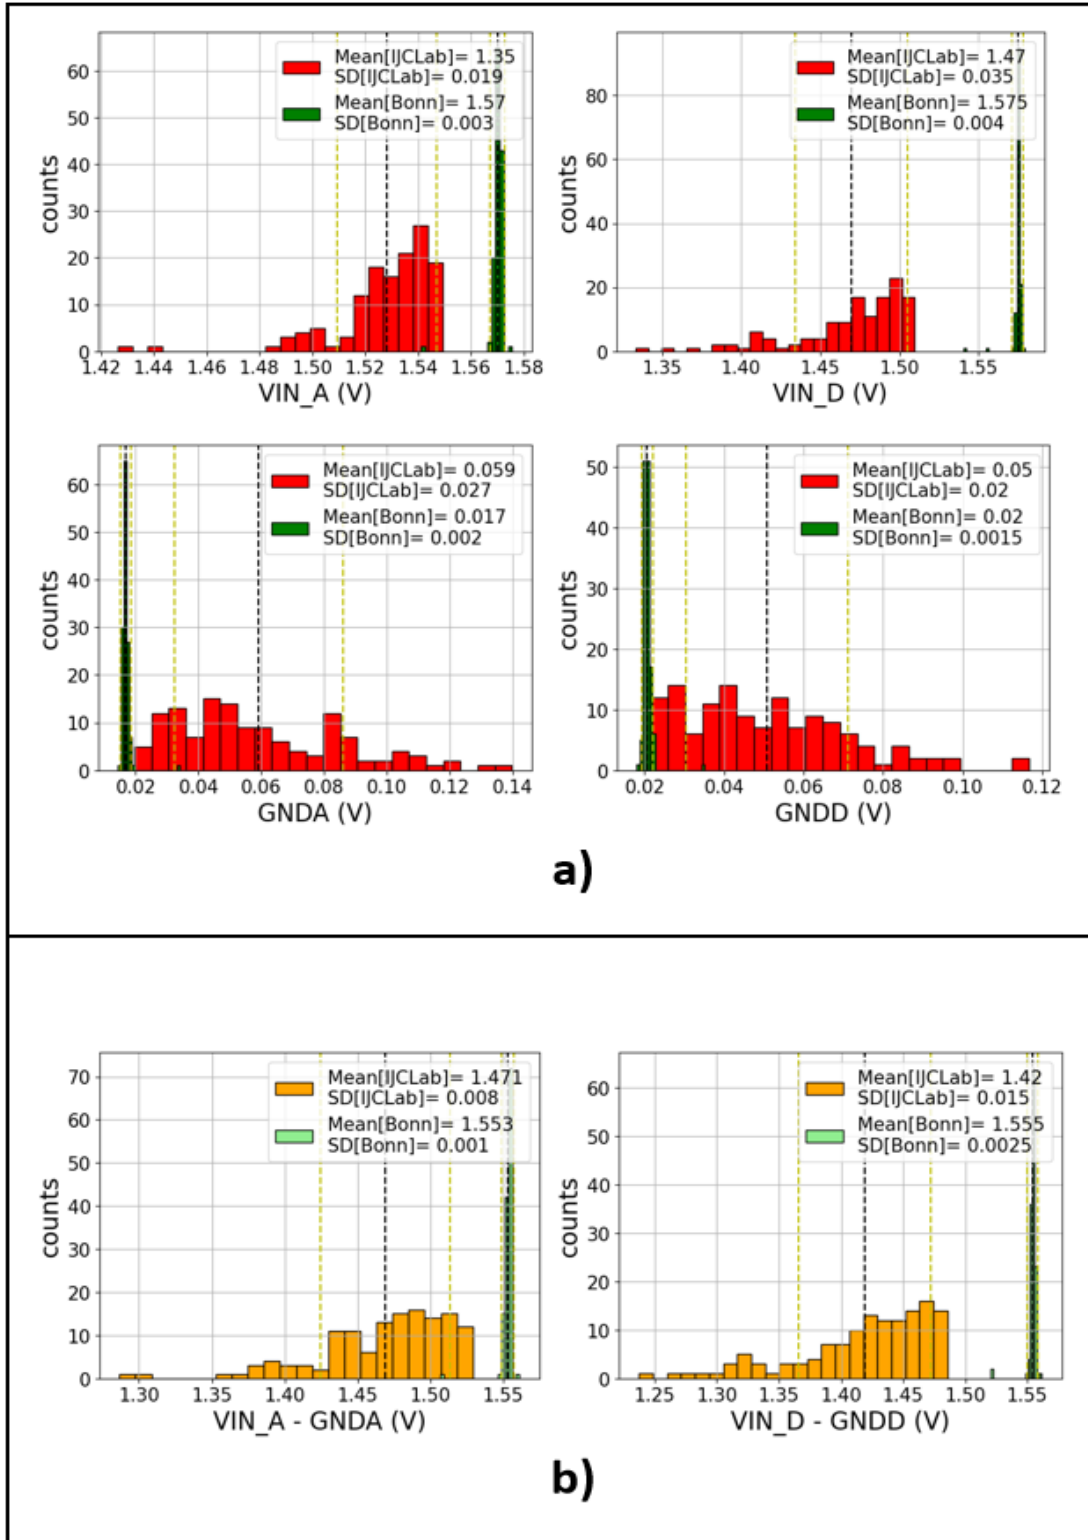 Mean[IJCLab]= 1.35
SD[IJCLab]= 0.019
Mean[Bonn]= 1.57
SD[Bonn]= 0.003
60
50
40
30
20
10
0
counts
1.42 1.44 1.46 1.48 1.50 1.52 1.54 1.56 1.58
VIN_A (V)
Mean[IJCLab]= 1.47
SD[IJCLab]= 0.035
Mean[Bonn]= 1.575
SD[Bonn]= 0.004
80
60
40
20
0
counts
1.35 1.40 1.45 1.50 1.55
VIN_D (V)
Mean[IJCLab]= 0.059
SD[IJCLab]= 0.027
Mean[Bonn]= 0.017
SD[Bonn]= 0.002
60
50
40
30
20
10
0
counts
0.02 0.04 0.06 0.08 0.10 0.12 0.14
GNDA (V)
Mean[IJCLab]= 0.05
SD[IJCLab]= 0.02
Mean[Bonn]= 0.02
SD[Bonn]= 0.0015
50
40
30
20
10
0
counts
0.02 0.04 0.06 0.08 0.10 0.12
GNDD (V)
a)
Mean[IJCLab]= 1.471
SD[IJCLab]= 0.008
Mean[Bonn]= 1.553
SD[Bonn]= 0.001
70
60
50
40
30
20
10
0
counts
1.30 1.35 1.40 1.45 1.50 1.55
VIN_A - GNDA (V)
Mean[IJCLab]= 1.42
SD[IJCLab]= 0.015
Mean[Bonn]= 1.555
SD[Bonn]= 0.0025
60
50
40
30
20
10
0
counts
1.25 1.30 1.35 1.40 1.45 1.50 1.55
VIN_D - GNDD (V)
b)